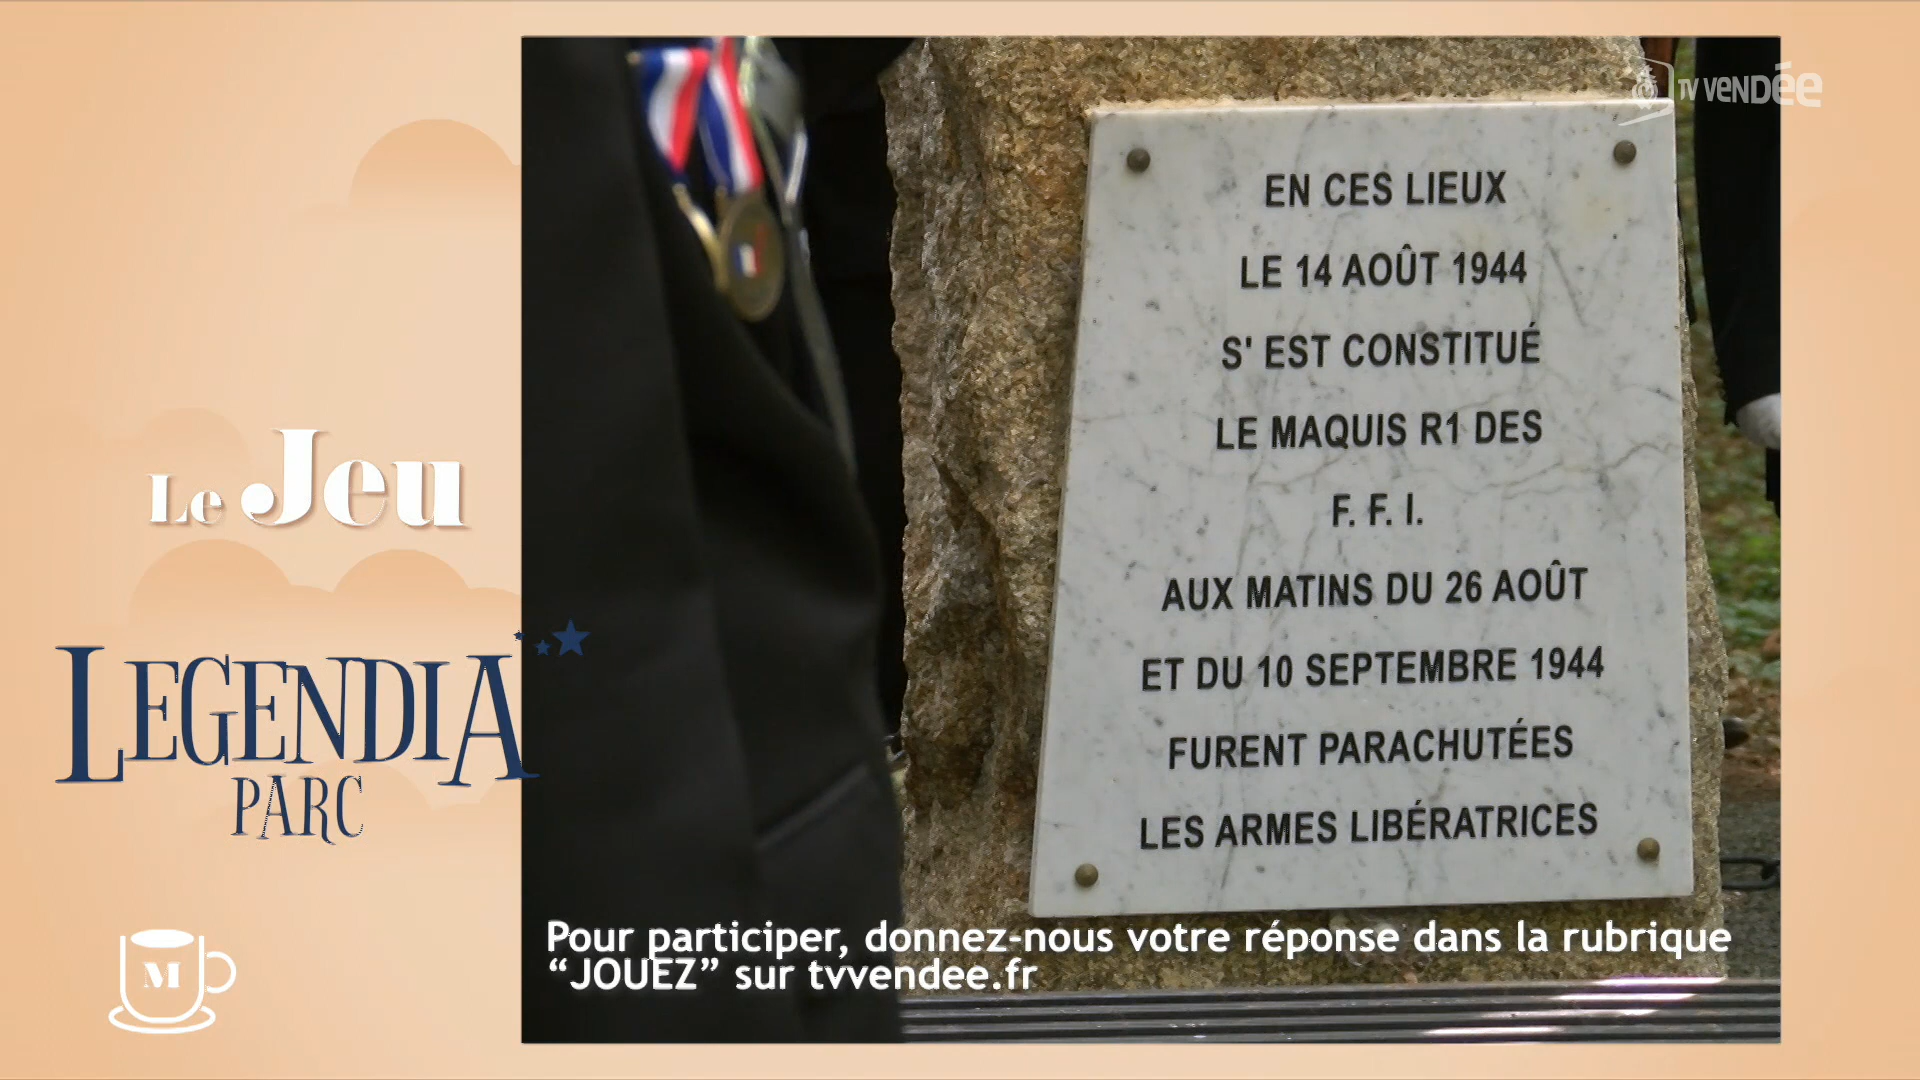 TV VENDÉE
EN CES LIEUX
LE 14 AOÛT 1944
S' EST CONSTITUÉ
LE MAQUIS R1 DES
F. F. I.
AUX MATINS DU 26 AOÛT
ET DU 10 SEPTEMBRE 1944
FURENT PARACHUTÉES
LES ARMES LIBÉRATRICES
Le Jeu
LEGENDIA
PARC
M
Pour participer, donnez-nous votre réponse dans la rubrique
“JOUEZ” sur tvvendee.fr